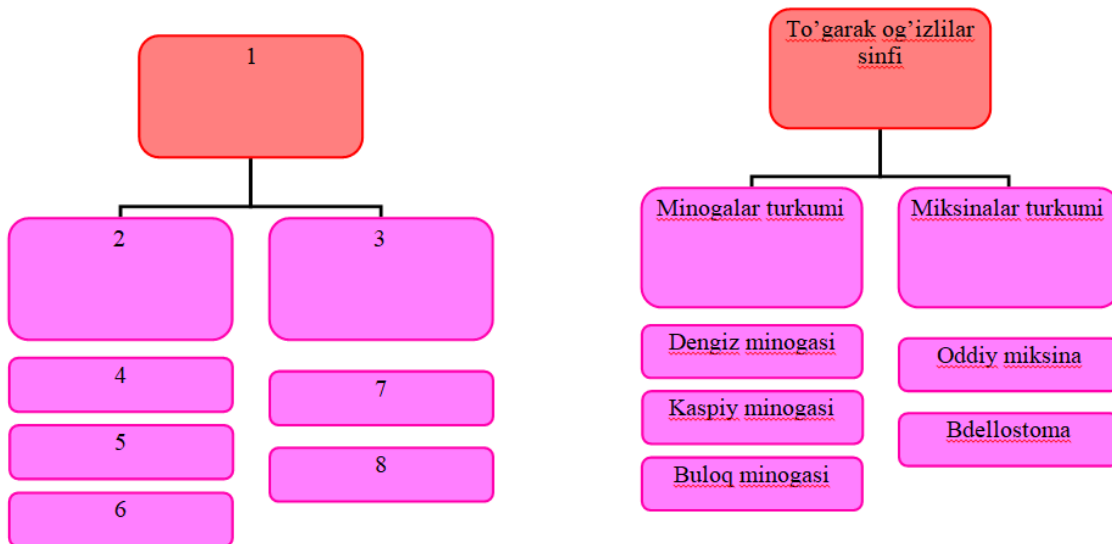 1
2
3
4
5
6
7
8
To’garak og’izlilar
sinfi
Minogalar turkumi
Miksinalar turkumi
Dengiz minogasi
Kaspiy minogasi
Buloq minogasi
Oddiy miksina
Bdellostoma